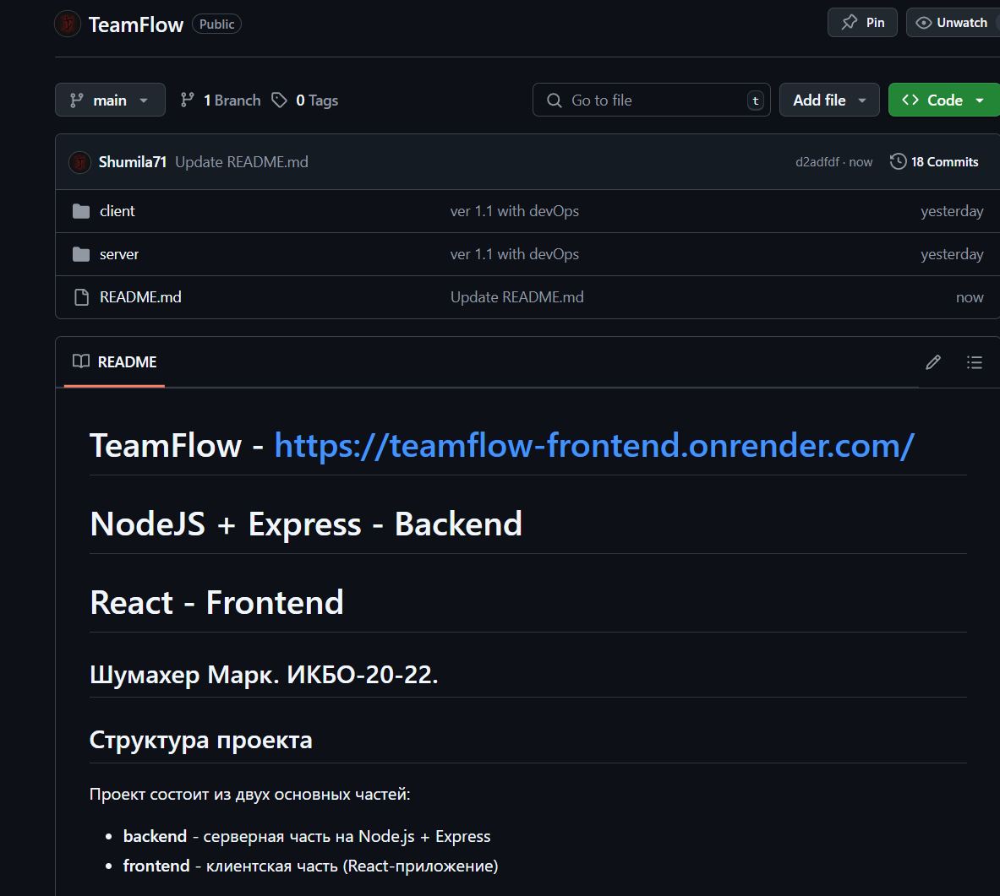 TeamFlow Public Pin Unwatch
main 1 Branch 0 Tags Go to file t Add file Code
Shumila71 Update README.md d2adfdf · now 18 Commits
client ver 1.1 with devOps yesterday
server ver 1.1 with devOps yesterday
README.md Update README.md now
README
TeamFlow - https://teamflow-frontend.onrender.com/
NodeJS + Express - Backend
React - Frontend
Шумахер Марк. ИКБО-20-22.
Структура проекта
Проект состоит из двух основных частей:
• backend - серверная часть на Node.js + Express
• frontend - клиентская часть (React-приложение)